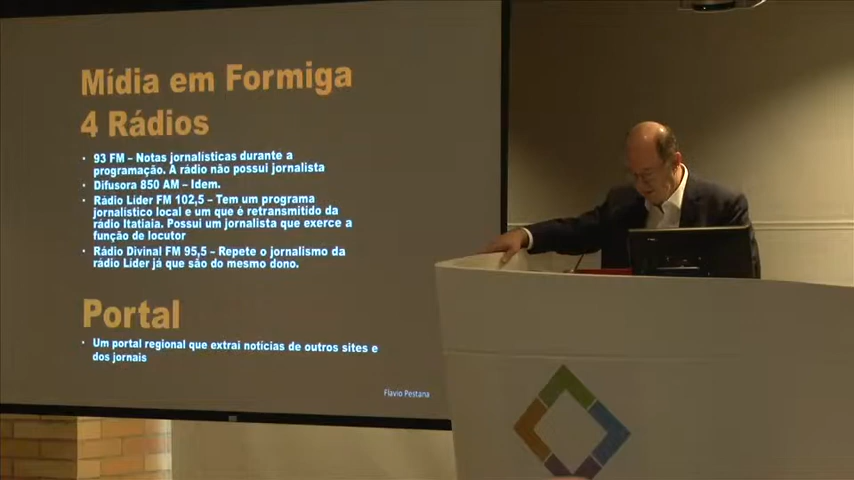 Mídia em Formiga
4 Rádios
• 93 FM – Notas jornalísticas durante a
programação. A rádio não possui jornalista
• Difusora 850 AM – Idem.
• Rádio Líder FM 102,5 – Tem um programa
jornalístico local e um que é retransmitido da
rádio Itatiaia. Possui um jornalista que exerce a
função de locutor
• Rádio Divinal FM 95,5 – Repete o jornalismo da
rádio Líder já que são do mesmo dono.
Portal
• Um portal regional que extrai notícias de outros sites e
dos jornais
Flavio Pestana